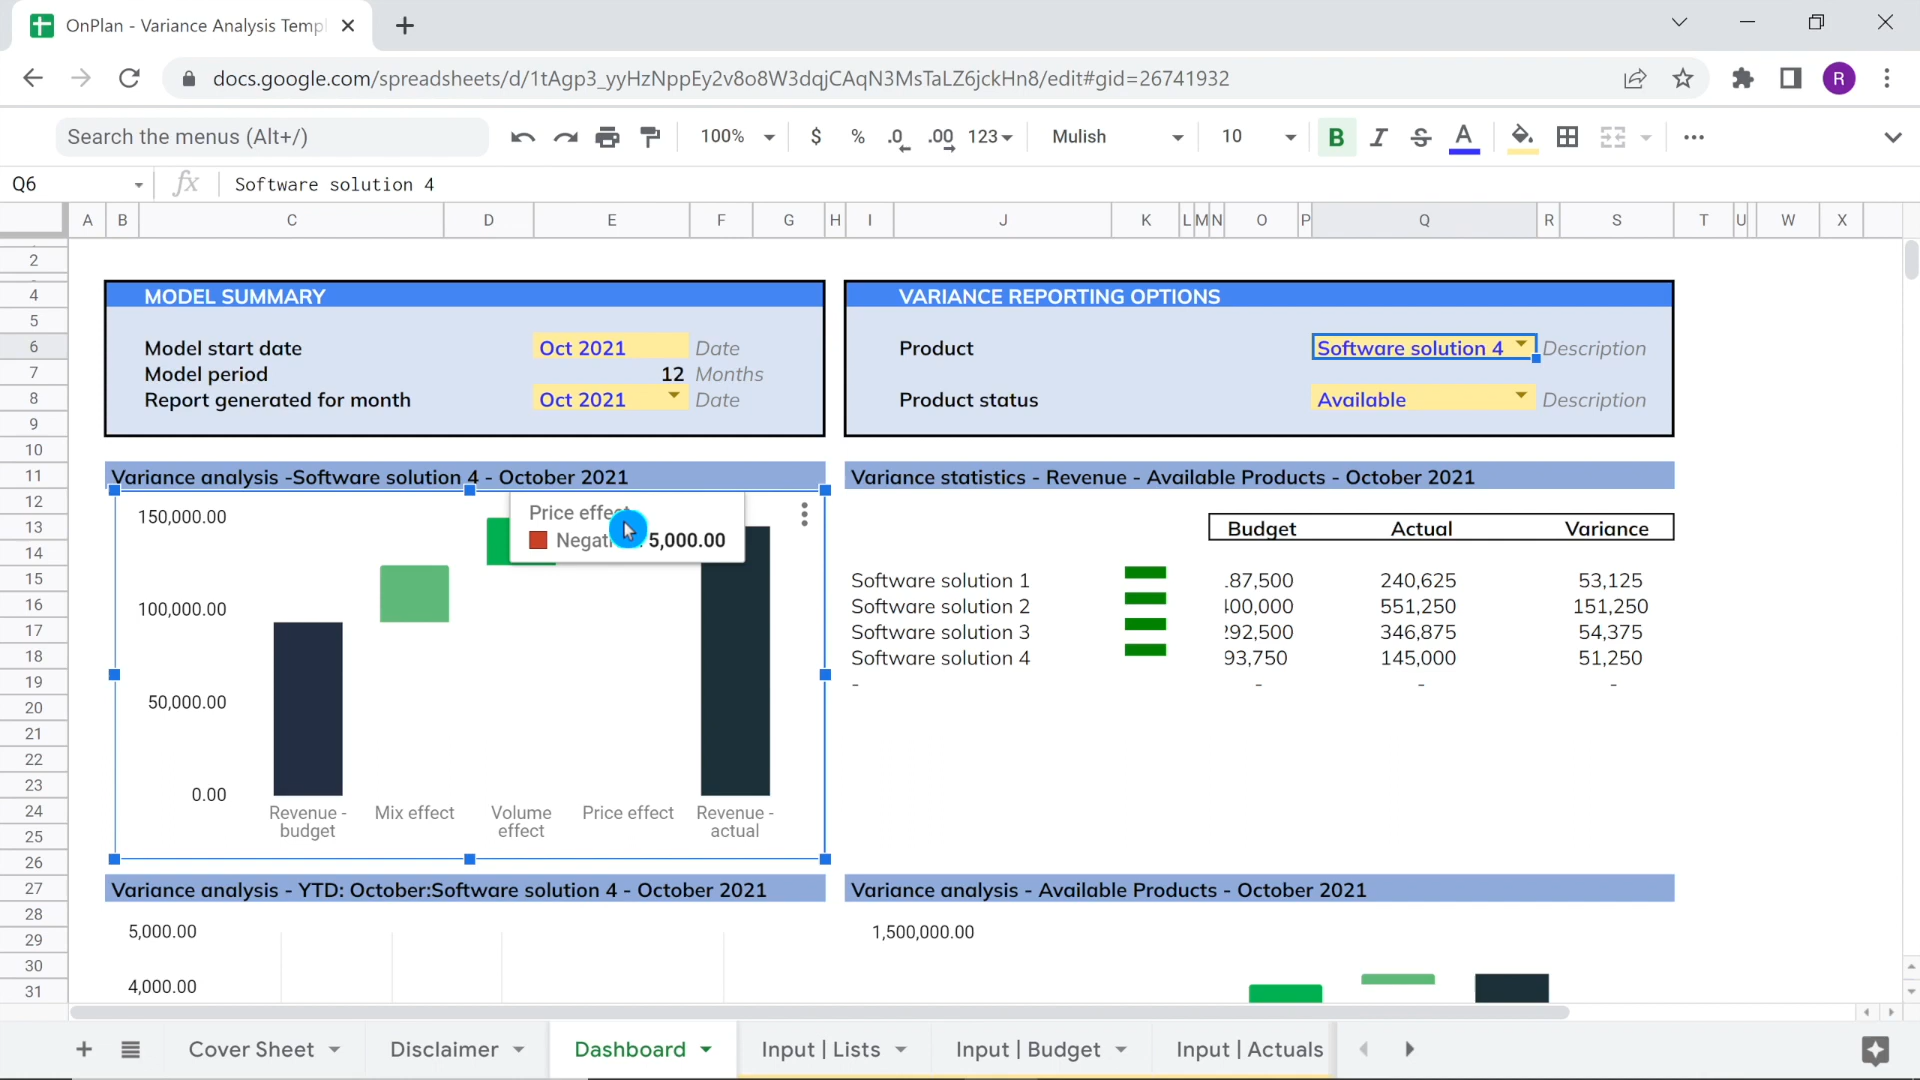 OnPlan - Variance Analysis Templ
docs.google.com/spreadsheets/d/1tAgp3_yyHzNppEy2v8o8W3dqjCAqN3MsTaLZ6jckHn8/edit#gid=26741932
R
Search the menus (Alt+/)
100%
$
%
.0
.00
123
Mulish
10
B
I
S
A
Q6
fx
Software solution 4
A B C D E F G H I J K L M N O P Q R S T U W X
2
4 MODEL SUMMARY VARIANCE REPORTING OPTIONS
5
6 Model start date Oct 2021 Date Product Software solution 4 Description
7 Model period 12 Months
8 Report generated for month Oct 2021 Date Product status Available Description
9
10
11 Variance analysis -Software solution 4 - October 2021 Variance statistics - Revenue - Available Products - October 2021
12
150,000.00
Price effec
Negati
5,000.00
13 Budget Actual Variance
14
15 Software solution 1 87,500 240,625 53,125
100,000.00
16 Software solution 2 400,000 551,250 151,250
17 Software solution 3 292,500 346,875 54,375
18 Software solution 4 93,750 145,000 51,250
19 - - - -
50,000.00
20
21
22
23
0.00
24
Revenue - budget
Mix effect
Volume effect
Price effect
Revenue - actual
25
26
27 Variance analysis - YTD: October:Software solution 4 - October 2021 Variance analysis - Available Products - October 2021
28
5,000.00
1,500,000.00
29
30
4,000.00
31
Cover Sheet
Disclaimer
Dashboard
Input | Lists
Input | Budget
Input | Actuals